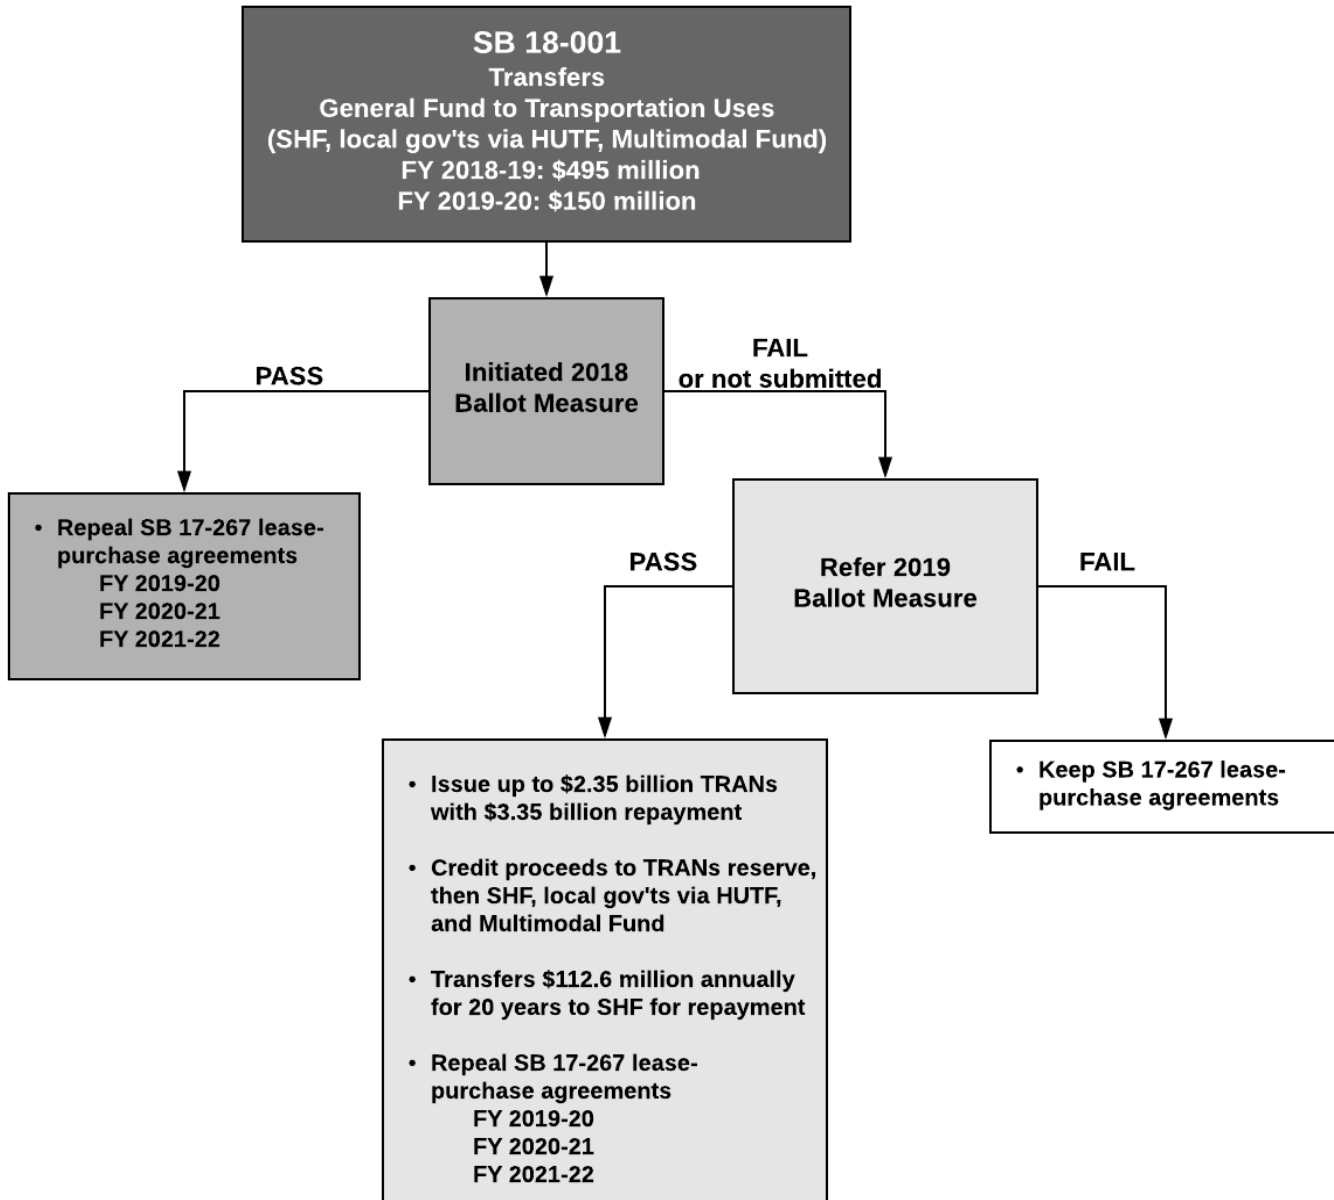 SB 18-001
Transfers
General Fund to Transportation Uses
(SHF, local gov'ts via HUTF, Multimodal Fund)
FY 2018-19: $495 million
FY 2019-20: $150 million
PASS
Initiated 2018
Ballot Measure
FAIL
or not submitted
• Repeal SB 17-267 lease-
purchase agreements
FY 2019-20
FY 2020-21
FY 2021-22
PASS
Refer 2019
Ballot Measure
FAIL
• Issue up to $2.35 billion TRANs
with $3.35 billion repayment
• Credit proceeds to TRANs reserve,
then SHF, local gov'ts via HUTF,
and Multimodal Fund
• Transfers $112.6 million annually
for 20 years to SHF for repayment
• Repeal SB 17-267 lease-
purchase agreements
FY 2019-20
FY 2020-21
FY 2021-22
• Keep SB 17-267 lease-
purchase agreements